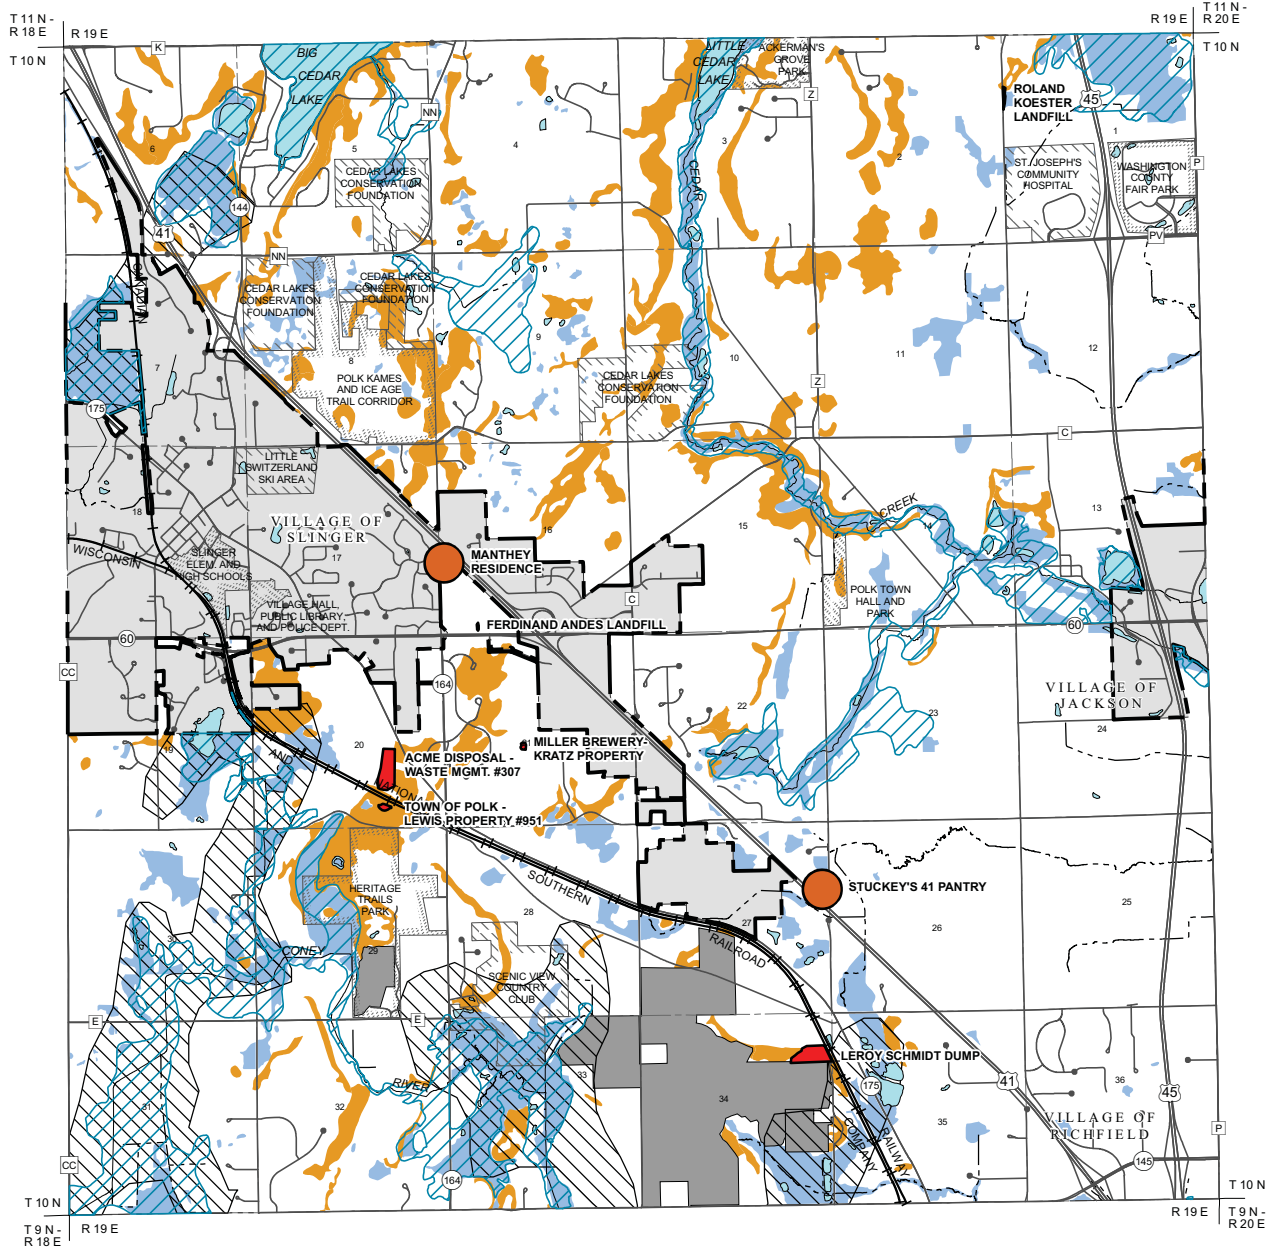 T 11 N -
R 18 E
R 19 E
T 10 N
R 19 E
T 11 N -
R 20 E
T 10 N
K
BIG
CEDAR
LAKE
NN
LITTLE
CEDAR
LAKE
ACKERMAN'S
GROVE
PARK
Z
ROLAND
KOESTER
LANDFILL
45
1
P
6
5
4
3
2
CEDAR LAKES
CONSERVATION
FOUNDATION
CEDAR
ST. JOSEPH'S
COMMUNITY
HOSPITAL
WASHINGTON
COUNTY
FAIR PARK
144
41
PV
NN
CANADIAN
CEDAR LAKES
CONSERVATION
FOUNDATION
CEDAR LAKES
CONSERVATION
FOUNDATION
7
8
9
10
11
12
POLK KAMES
AND ICE AGE
TRAIL CORRIDOR
CEDAR LAKES
CONSERVATION
FOUNDATION
Z
175
C
LITTLE
SWITZERLAND
SKI AREA
18
VILLAGE OF
SLINGER
17
16
15
CREEK
14
13
WISCONSIN
SLINGER
ELEM. AND
HIGH SCHOOLS
MANTHEY
RESIDENCE
C
POLK TOWN
HALL AND
PARK
VILLAGE HALL,
PUBLIC LIBRARY,
AND POLICE DEPT.
FERDINAND ANDES LANDFILL
60
60
CC
164
VILLAGE OF
JACKSON
19
20
21
22
23
24
AND
MILLER BREWERY-
KRATZ PROPERTY
ACME DISPOSAL -
WASTE MGMT. #307
NATIONAL
TOWN OF POLK -
LEWIS PROPERTY #951
SOUTHERN
HERITAGE
TRAILS
PARK
STUCKEY'S 41 PANTRY
28
27
26
25
RAILROAD
CONEY
29
SCENIC VIEW
COUNTRY
CLUB
E
E
LEROY SCHMIDT DUMP
33
34
175
41
36
45
31
32
RIVER
35
VILLAGE OF
RICHFIELD
P
COMPANY
RAILWAY
CC
164
145
T 10 N
T 9 N -
R 18 E
R 19 E
R 19 E
T 10 N
T 9 N -
R 20 E